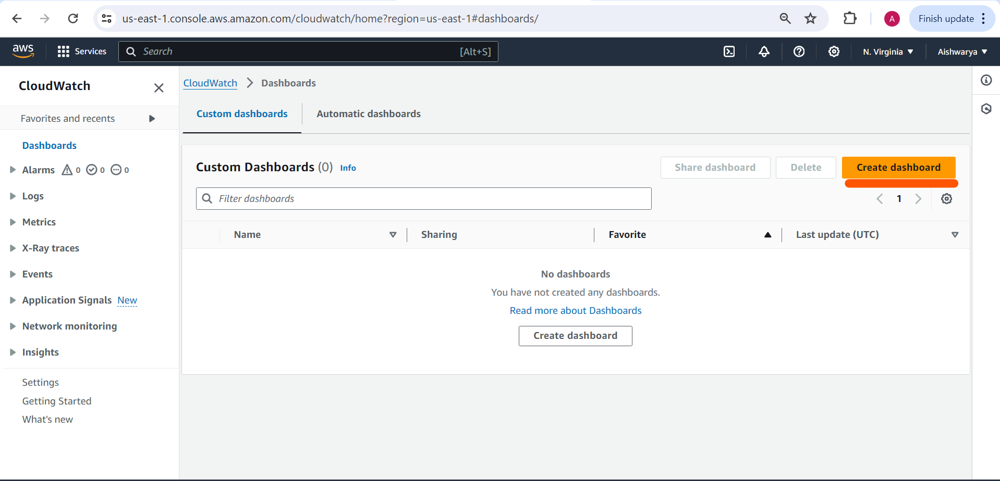 us-east-1.console.aws.amazon.com/cloudwatch/home?region=us-east-1#dashboards/
A
Finish update
aws
Services
Search
[Alt+S]
N. Virginia
Aishwarya
CloudWatch
Favorites and recents
Dashboards
Alarms 0 0 0
Logs
Metrics
X-Ray traces
Events
Application Signals New
Network monitoring
Insights
Settings
Getting Started
What's new
CloudWatch > Dashboards
Custom dashboards
Automatic dashboards
Custom Dashboards (0) Info
Share dashboard
Delete
Create dashboard
Filter dashboards
1
Name
Sharing
Favorite
Last update (UTC)
No dashboards
You have not created any dashboards.
Read more about Dashboards
Create dashboard